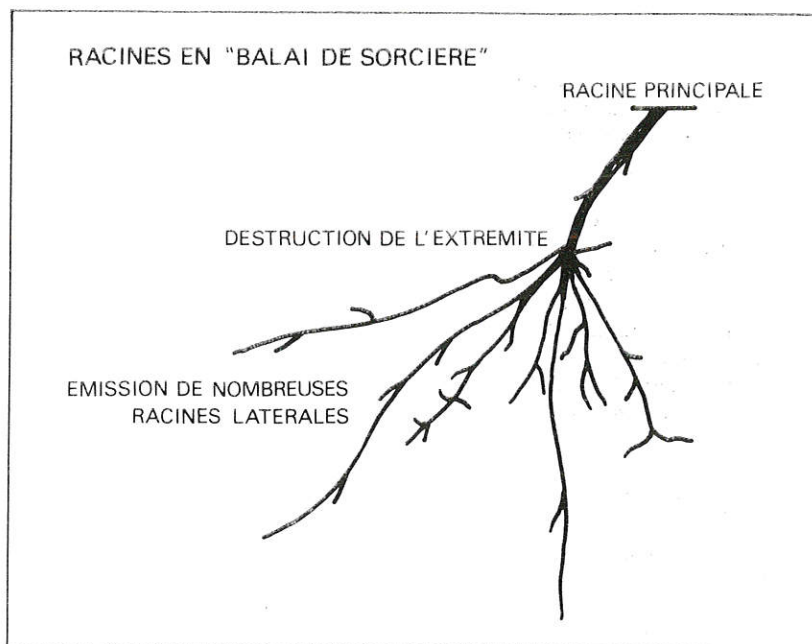 RACINES EN "BALAI DE SORCIERE"
RACINE PRINCIPALE
DESTRUCTION DE L'EXTREMITE
EMISSION DE NOMBREUSES
RACINES LATERALES